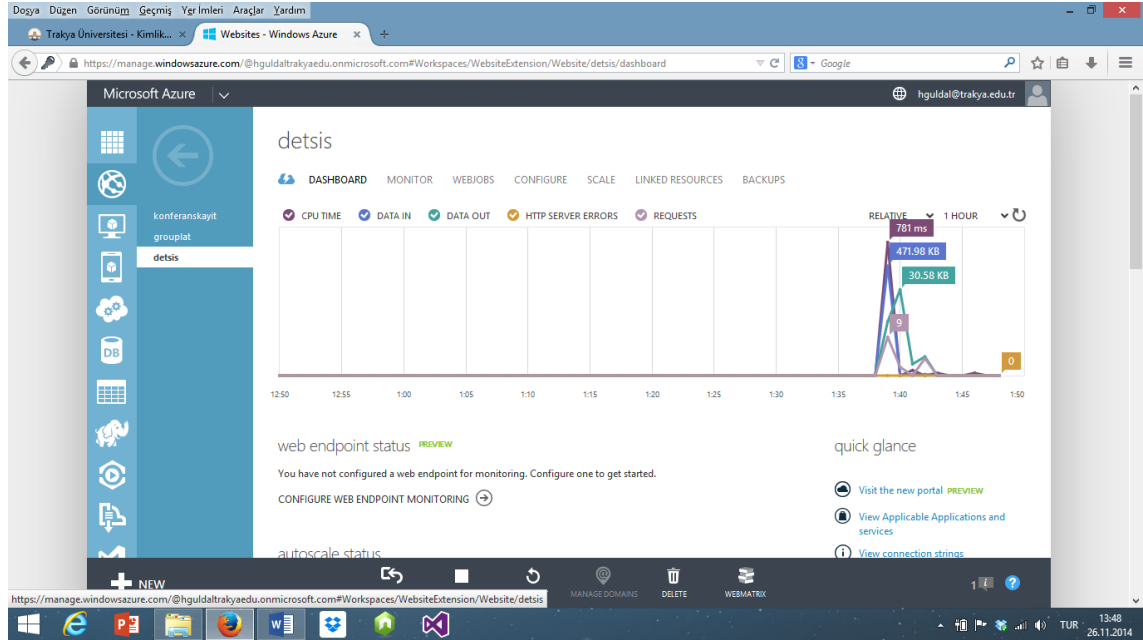 Dosya Düzen Görünüm Geçmiş Yer İmleri Araçlar Yardım
Trakya Üniversitesi - Kimlik... × Websites - Windows Azure × +
https://manage.windowsazure.com/@hguldaltrakyaedu.onmicrosoft.com#Workspaces/WebsiteExtension/Website/detsis/dashboard
Google
Microsoft Azure
hguldal@trakya.edu.tr
konferanskayit
grouplat
detsis
DB
detsis
DASHBOARD MONITOR WEBJOBS CONFIGURE SCALE LINKED RESOURCES BACKUPS
CPU TIME DATA IN DATA OUT HTTP SERVER ERRORS REQUESTS
RELATIVE 1 HOUR
781 ms
471.98 KB
30.58 KB
9
0
12:50 12:55 1:00 1:05 1:10 1:15 1:20 1:25 1:30 1:35 1:40 1:45 1:50
web endpoint status PREVIEW
You have not configured a web endpoint for monitoring. Configure one to get started.
CONFIGURE WEB ENDPOINT MONITORING
autoscale status
quick glance
Visit the new portal PREVIEW
View Applicable Applications and
services
View connection strings
NEW
MANAGE DOMAINS DELETE WEBMATRIX
1
https://manage.windowsazure.com/@hguldaltrakyaedu.onmicrosoft.com#Workspaces/WebsiteExtension/Website/detsis
TUR
13:48
26.11.2014